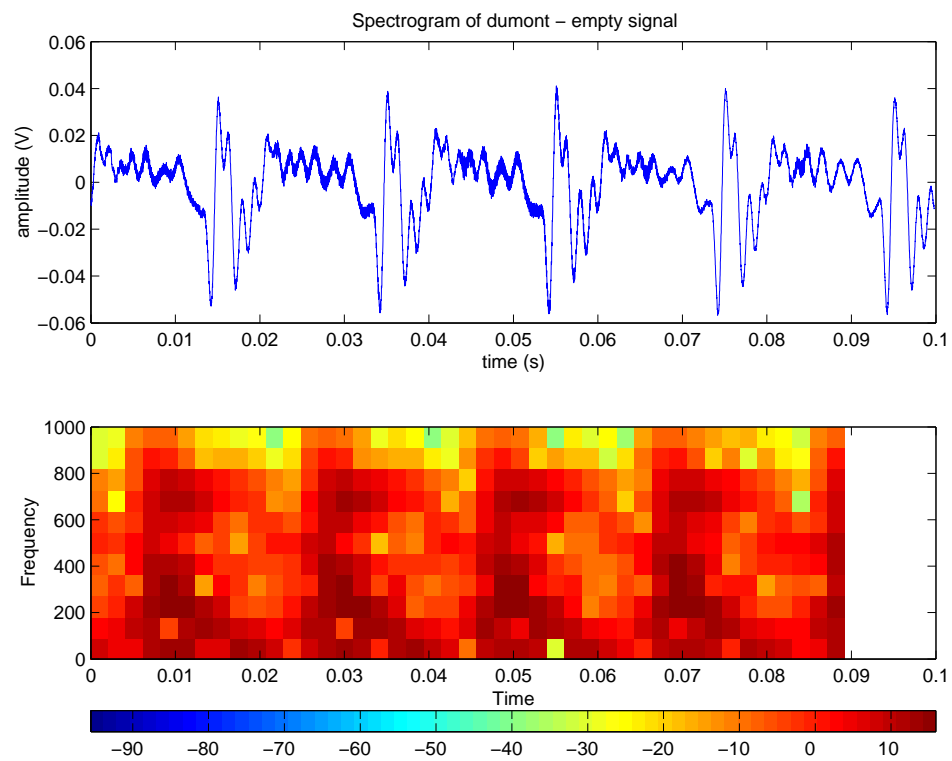 Spectrogram of dumont − empty signal
0.06
0.04
0.02
0
−0.02
−0.04
−0.06
amplitude (V)
0 0.01 0.02 0.03 0.04 0.05 0.06 0.07 0.08 0.09 0.1
time (s)
1000
800
600
400
200
0
Frequency
0 0.01 0.02 0.03 0.04 0.05 0.06 0.07 0.08 0.09 0.1
Time
−90 −80 −70 −60 −50 −40 −30 −20 −10 0 10